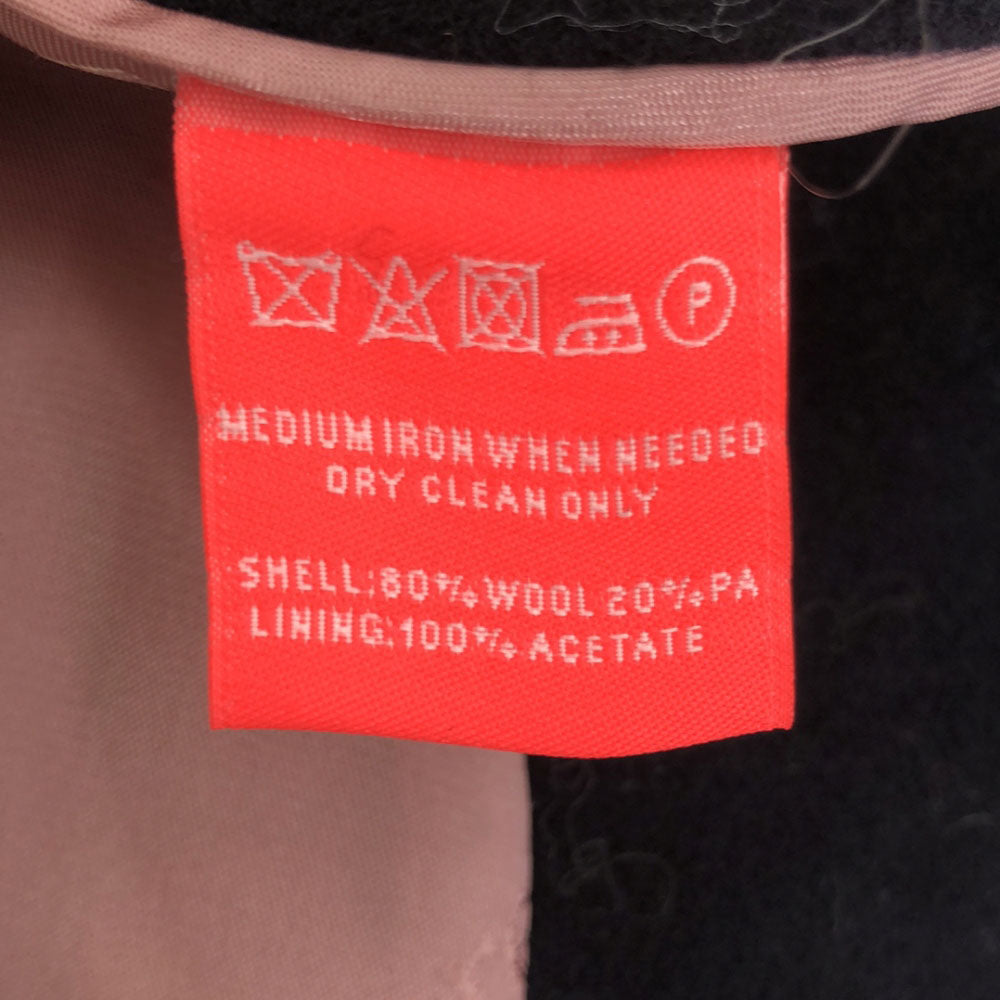 P
MEDIUM IRON WHEN NEEDED
DRY CLEAN ONLY
SHELL:80% WOOL 20% PA
LINING:100% ACETATE